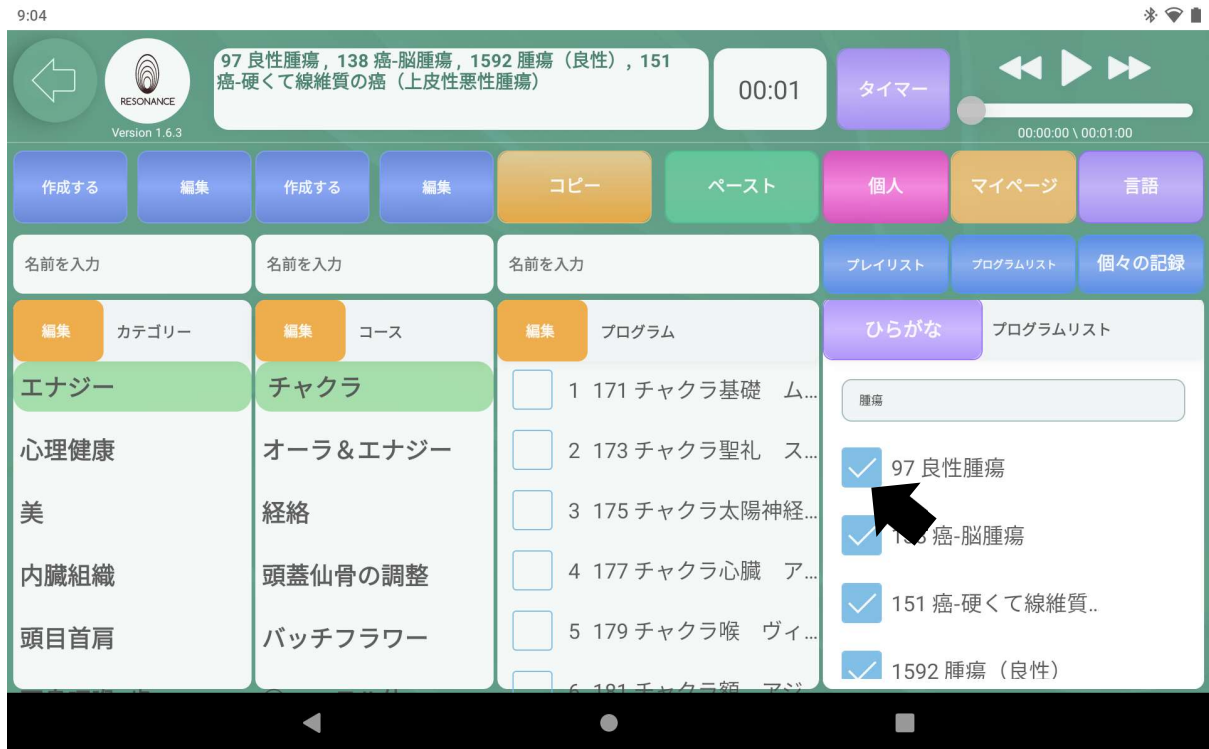 9:04
RESONANCE
Version 1.6.3
97 良性腫瘍 , 138 癌-脳腫瘍 , 1592 腫瘍（良性）, 151
癌-硬くて線維質の癌（上皮性悪性腫瘍）
00:01
タイマー
00:00:00 \ 00:01:00
作成する
編集
作成する
編集
コピー
ペースト
個人
マイページ
言語
名前を入力
名前を入力
名前を入力
プレイリスト
プログラムリスト
個々の記録
編集
カテゴリー
編集
コース
編集
プログラム
ひらがな
プログラムリスト
エナジー
心理健康
美
内臓組織
頭目首肩
チャクラ
オーラ＆エナジー
経絡
頭蓋仙骨の調整
バッチフラワー
1 171 チャクラ基礎　ム...
2 173 チャクラ聖礼　ス...
3 175 チャクラ太陽神経...
4 177 チャクラ心臓　ア...
5 179 チャクラ喉　ヴィ...
6 181 チャクラ額　アジ
腫瘍
97 良性腫瘍
癌-脳腫瘍
151 癌-硬くて線維質..
1592 腫瘍（良性）